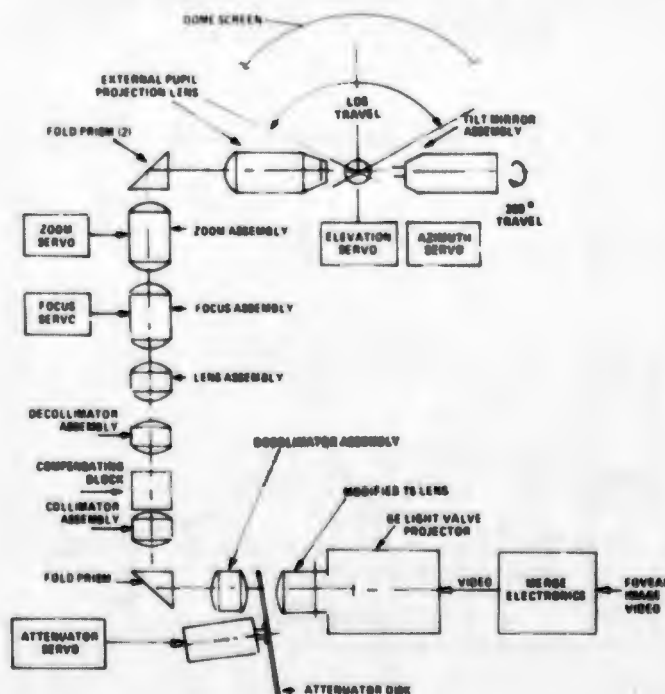 DOME SCREEN
EXTERNAL PUPIL
PROJECTION LENS
LOS
TRAVEL
TILT MIRROR
ASSEMBLY
FOLD PRISM (2)
360°
TRAVEL
ZOOM
SERVO
ZOOM ASSEMBLY
ELEVATION
SERVO
AZIMUTH
SERVO
FOCUS
SERVO
FOCUS ASSEMBLY
LENS ASSEMBLY
DECOLLIMATOR
ASSEMBLY
COMPENSATING
BLOCK
COLLIMATOR
ASSEMBLY
ASSEMBLY
MODIFIED T6 LENS
GE LIGHT VALVE
PROJECTOR
FOLD PRISM
VIDEO
MERGE
ELECTRONICS
FOVEAL
IMAGE
VIDEO
ATTENUATOR
SERVO
ATTENUATOR DISK